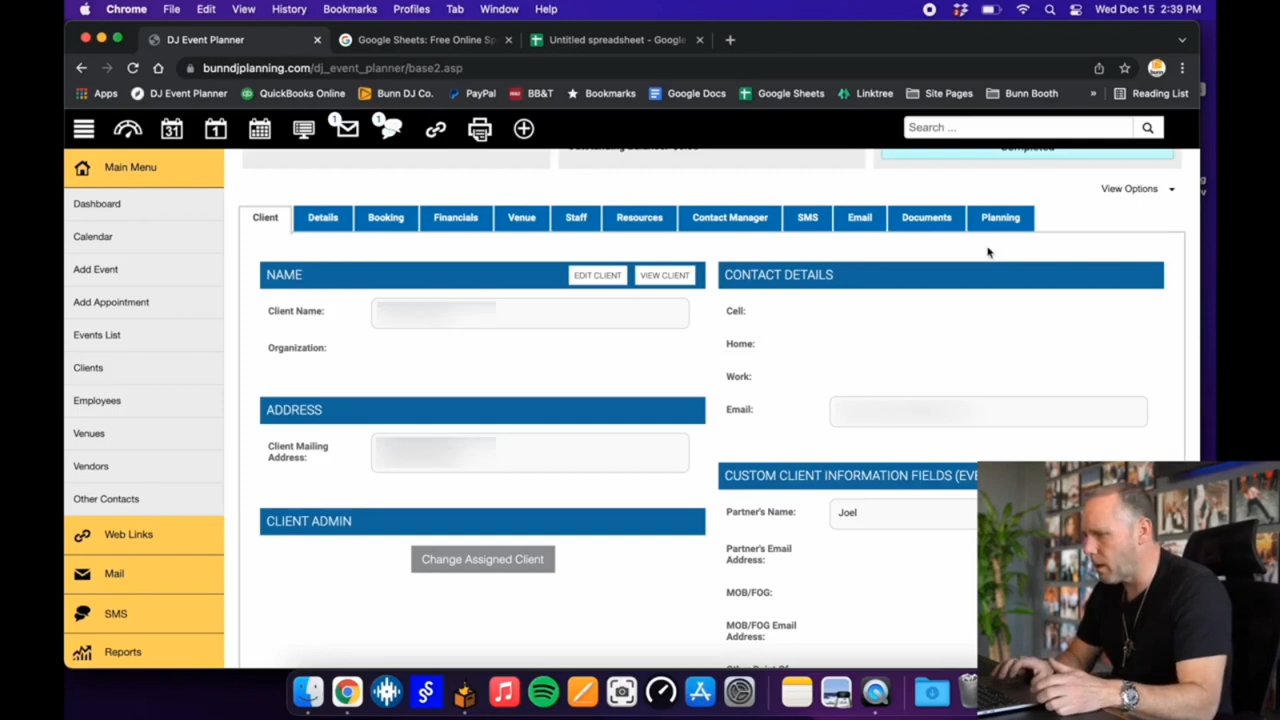 Chrome File Edit View History Bookmarks Profiles Tab Window Help Wed Dec 15 2:39 PM
DJ Event Planner Google Sheets: Free Online Sp Untitled spreadsheet - Google
bunndjplanning.com/dj_event_planner/base2.asp
Apps DJ Event Planner QuickBooks Online Bunn DJ Co. PayPal BB&T Bookmarks Google Docs Google Sheets Linktree Site Pages Bunn Booth » Reading List
31 1 1 1 Search ...
Main Menu
Dashboard
Calendar
Add Event
Add Appointment
Events List
Clients
Employees
Venues
Vendors
Other Contacts
Web Links
Mail
SMS
Reports
View Options
Client Details Booking Financials Venue Staff Resources Contact Manager SMS Email Documents Planning
NAME EDIT CLIENT VIEW CLIENT
Client Name:
Organization:
ADDRESS
Client Mailing
Address:
CLIENT ADMIN
Change Assigned Client
CONTACT DETAILS
Cell:
Home:
Work:
Email:
CUSTOM CLIENT INFORMATION FIELDS (EVE
Partner's Name: Joel
Partner's Email
Address:
MOB/FOG:
MOB/FOG Email
Address: